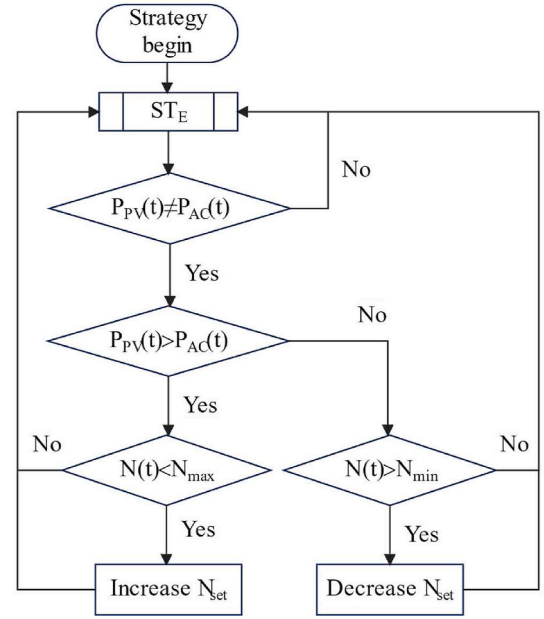 Strategy
begin
ST_E
No
P_PV(t)≠P_AC(t)
Yes
No
P_PV(t)>P_AC(t)
Yes
No
No
N(t)<N_max
N(t)>N_min
Yes
Yes
Increase N_set
Decrease N_set